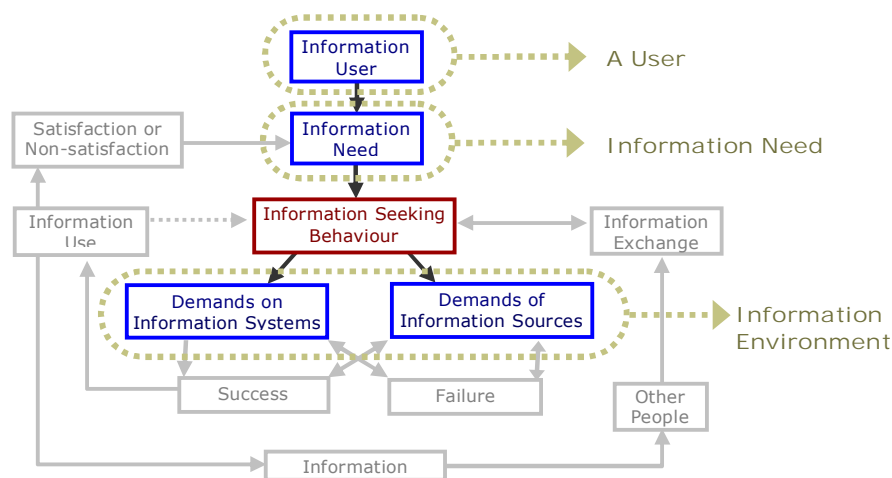 Information
User
A User
Satisfaction or
Non-satisfaction
Information
Need
Information Need
Information
Use
Information Seeking
Behaviour
Information
Exchange
Demands on
Information Systems
Demands of
Information Sources
Information
Environment
Success
Failure
Other
People
Information